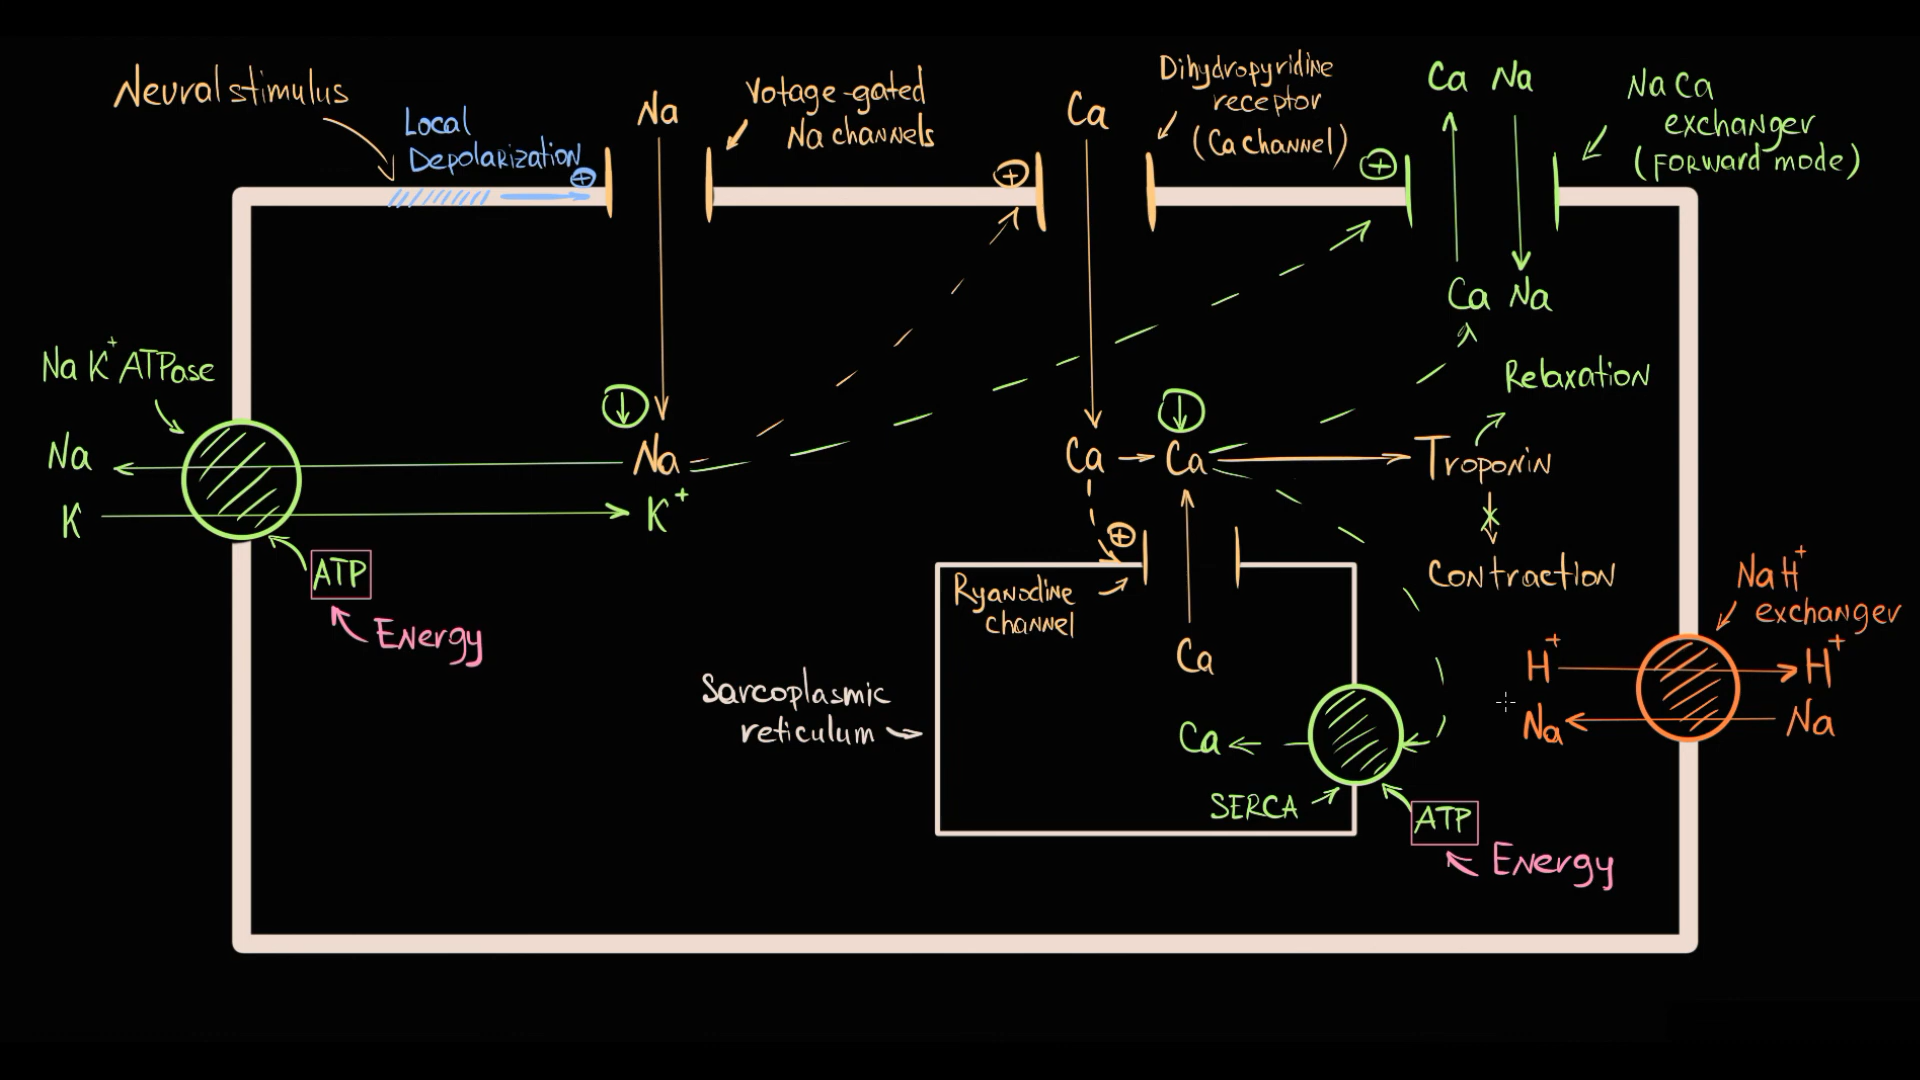 Neural stimulus
Local
Depolarization
+
Na
Votage-gated
Na channels
+
Ca
Dihydropyridine
receptor
(Ca channel)
+
Ca Na
Na Ca
exchanger
(Forward mode)
Ca Na
Na K+ ATPase
Na
K
ATP
Energy
Na
K+
Ca → Ca
Troponin
Relaxation
Contraction
+
Ryanodine
channel
Ca
Sarcoplasmic
reticulum
Ca
SERCA
ATP
Energy
Na H+
exchanger
H+
H+
Na
Na